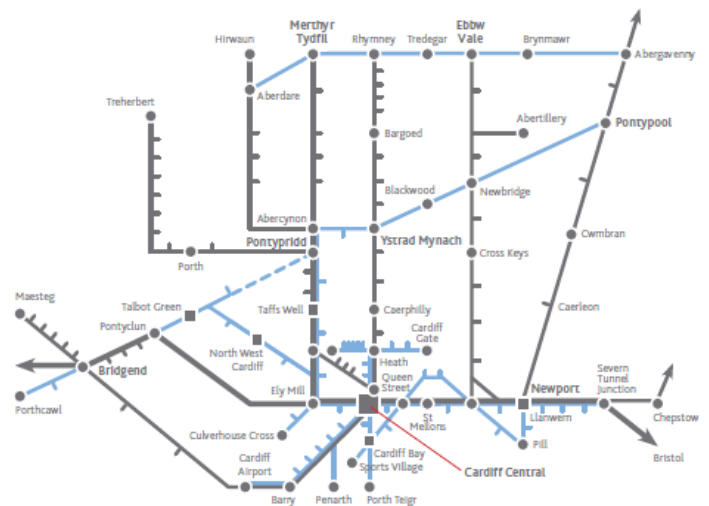 Merthyr
Tydfil
Ebbw
Vale
Hirwaun
Rhymney
Tredegar
Brynmawr
Abergavenny
Aberdare
Treherbert
Abertillery
Pontypool
Bargoed
Blackwood
Newbridge
Abercynon
Pontypridd
Ystrad Mynach
Cwmbran
Porth
Cross Keys
Maesteg
Talbot Green
Taffs Well
Caerphilly
Caerleon
Pontyclun
Cardiff
Gate
North West
Cardiff
Heath
Bridgend
Queen
Street
Severn
Tunnel
Junction
Ely Mill
Newport
Porthcawl
St
Mellons
Llanwern
Chepstow
Culverhouse Cross
Pill
Cardiff Bay
Bristol
Cardiff
Airport
Sports Village
Cardiff Central
Barry
Penarth
Porth Teigr